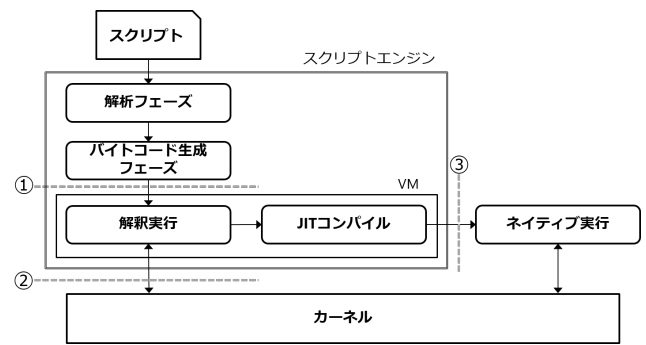 スクリプト
スクリプトエンジン
解析フェーズ
バイトコード生成
フェーズ
①
③
VM
解釈実行
JITコンパイル
ネイティブ実行
②
カーネル